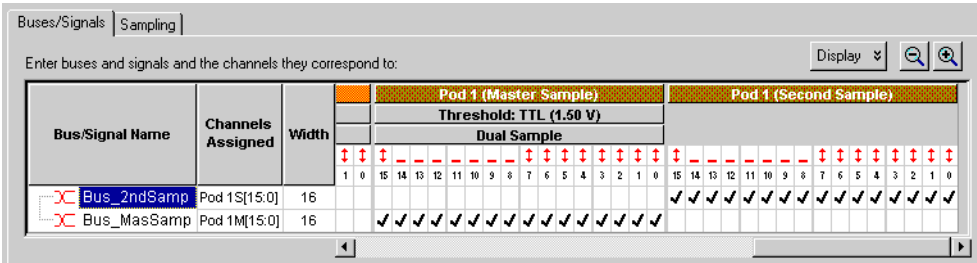 Buses/Signals Sampling
Display
Enter buses and signals and the channels they correspond to:
Pod 1 (Master Sample) Pod 1 (Second Sample)
Threshold: TTL (1.50 V)
Bus/Signal Name Channels Assigned Width
Dual Sample
1 0 15 14 13 12 11 10 9 8 7 6 5 4 3 2 1 0 15 14 13 12 11 10 9 8 7 6 5 4 3 2 1 0
Bus_2ndSamp Pod 1S[15:0] 16
Bus_MasSamp Pod 1M[15:0] 16